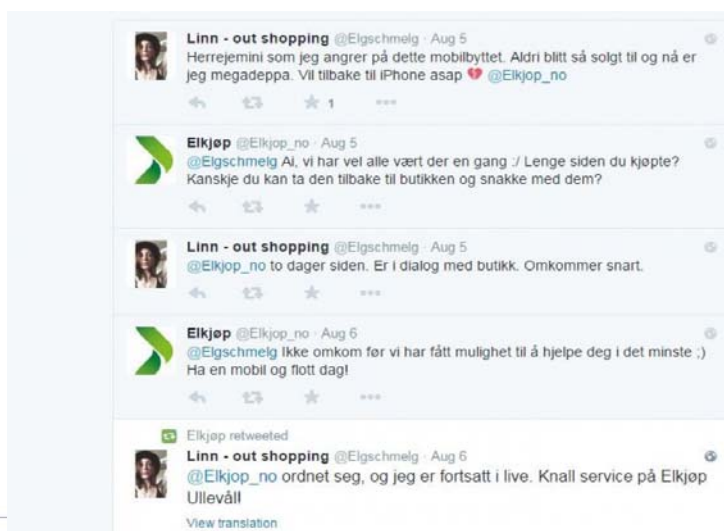 Linn - out shopping @Elgschmelg · Aug 5
Herrejemini som jeg angrer på dette mobilbyttet. Aldri blitt så solgt til og nå er
jeg megadeppa. Vil tilbake til iPhone asap 💔 @Elkjop_no
1
Elkjøp @Elkjop_no · Aug 5
@Elgschmelg Ai, vi har vel alle vært der en gang :/ Lenge siden du kjøpte?
Kanskje du kan ta den tilbake til butikken og snakke med dem?
Linn - out shopping @Elgschmelg · Aug 5
@Elkjop_no to dager siden. Er i dialog med butikk. Omkommer snart.
Elkjøp @Elkjop_no · Aug 6
@Elgschmelg Ikke omkom før vi har fått mulighet til å hjelpe deg i det minste ;)
Ha en mobil og flott dag!
Elkjøp retweeted
Linn - out shopping @Elgschmelg · Aug 6
@Elkjop_no ordnet seg, og jeg er fortsatt i live. Knall service på Elkjøp
Ullevål!
View translation